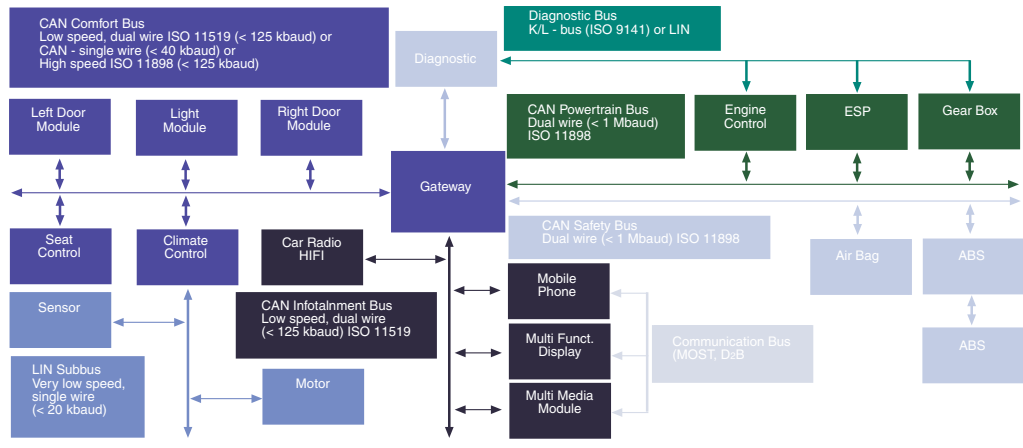 CAN Comfort Bus
Low speed, dual wire ISO 11519 (< 125 kbaud) or
CAN - single wire (< 40 kbaud) or
High speed ISO 11898 (< 125 kbaud)
Diagnostic
Diagnostic Bus
K/L - bus (ISO 9141) or LIN
Left Door
Module
Light
Module
Right Door
Module
CAN Powertrain Bus
Dual wire (< 1 Mbaud)
ISO 11898
Engine
Control
ESP
Gear Box
Gateway
Seat
Control
Climate
Control
Car Radio
HIFI
CAN Safety Bus
Dual wire (< 1 Mbaud) ISO 11898
Air Bag
ABS
Sensor
CAN Infotalnment Bus
Low speed, dual wire
(< 125 kbaud) ISO 11519
Mobile
Phone
Multi Funct.
Display
Communication Bus
(MOST, D2B
ABS
LIN Subbus
Very low speed,
single wire
(< 20 kbaud)
Motor
Multi Media
Module